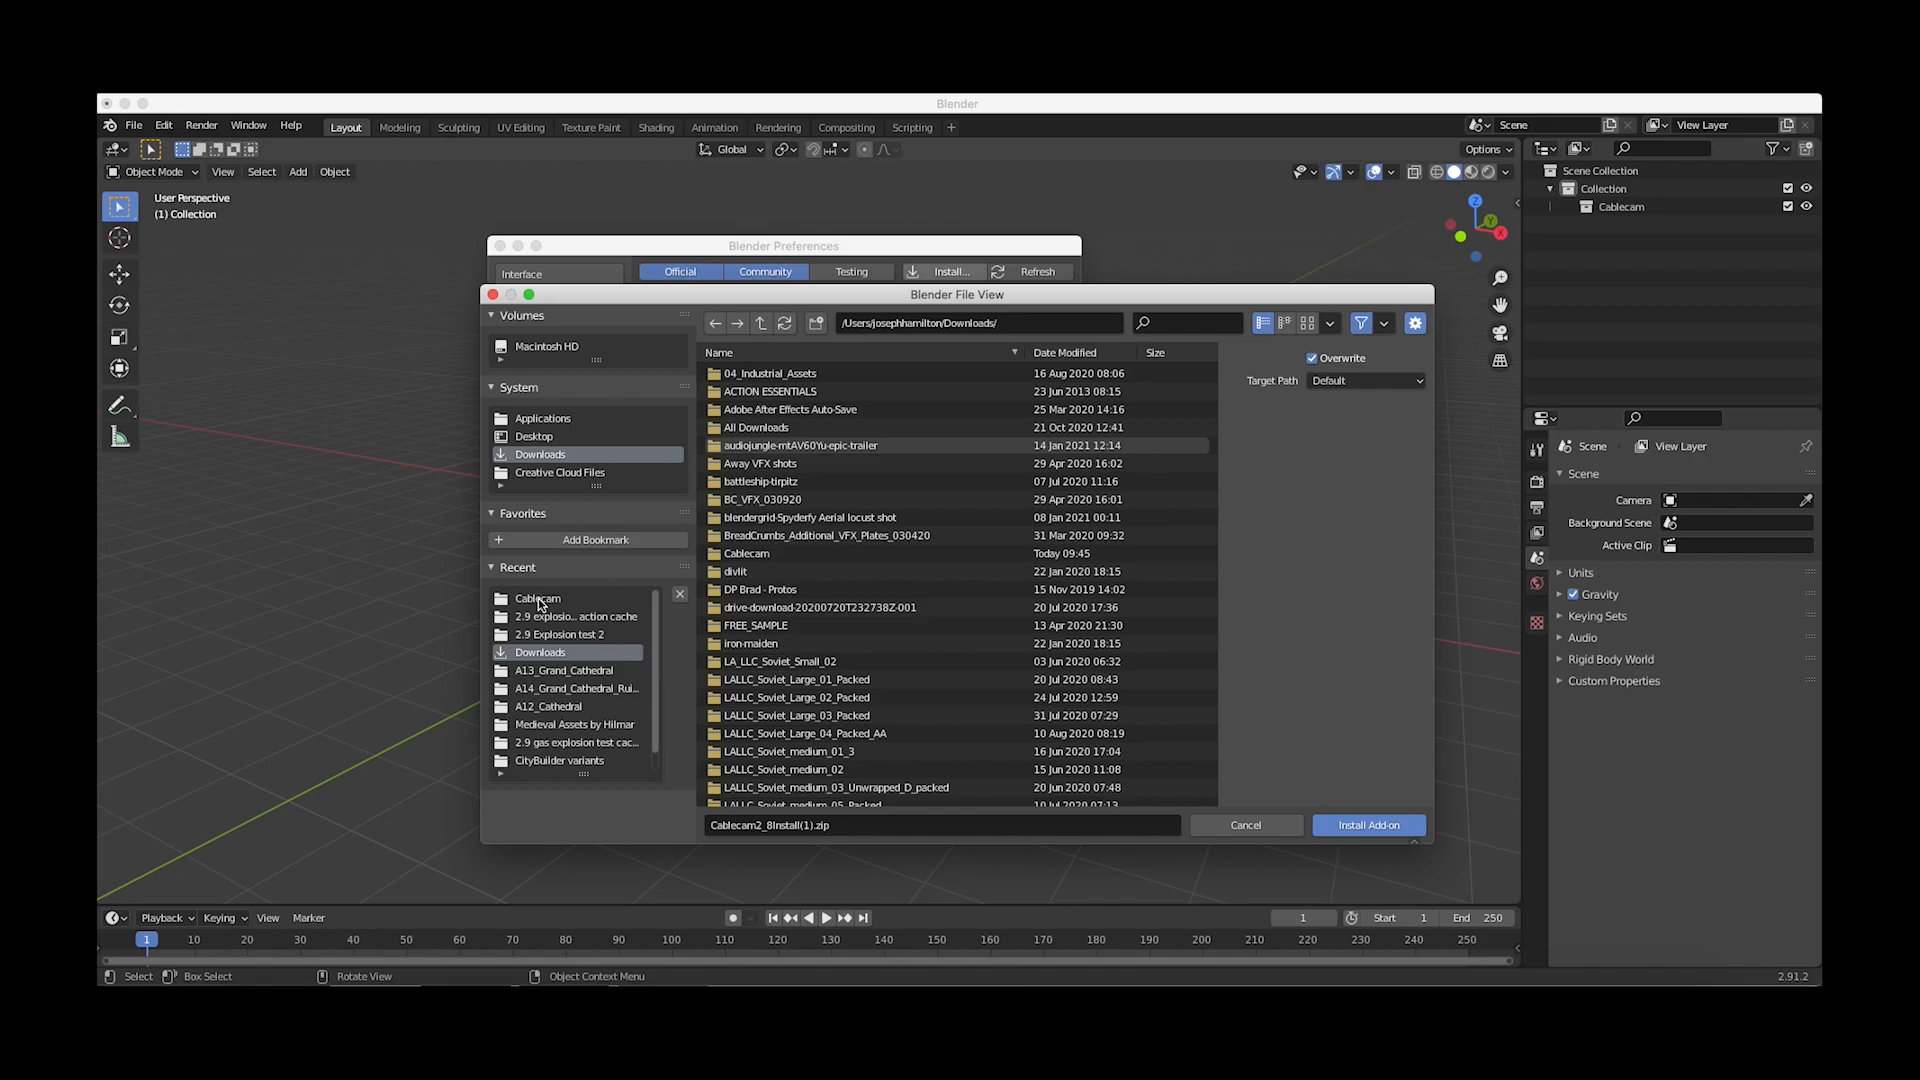 Blender
File Edit Render Window Help Layout Modeling Sculpting UV Editing Texture Paint Shading Animation Rendering Compositing Scripting + Scene View Layer
Global Options
Object Mode View Select Add Object
User Perspective
(1) Collection
Z
Y
X
Scene Collection
Collection
Cablecam
Blender Preferences
Interface Official Community Testing Install... Refresh
Blender File View
Volumes
Macintosh HD
System
Applications
Desktop
Downloads
Creative Cloud Files
Favorites
+ Add Bookmark
Recent
Cablecam
2.9 explosio... action cache
2.9 Explosion test 2
Downloads
A13_Grand_Cathedral
A14_Grand_Cathedral_Rui...
A12_Cathedral
Medieval Assets by Hilmar
2.9 gas explosion test cac...
CityBuilder variants
/Users/josephhamilton/Downloads/
Name Date Modified Size
04_Industrial_Assets 16 Aug 2020 08:06
ACTION ESSENTIALS 23 Jun 2013 08:15
Adobe After Effects Auto-Save 25 Mar 2020 14:16
All Downloads 21 Oct 2020 12:41
audiojungle-mtAV60Yu-epic-trailer 14 Jan 2021 12:14
Away VFX shots 29 Apr 2020 16:02
battleship-tirpitz 07 Jul 2020 11:16
BC_VFX_030920 29 Apr 2020 16:01
blendergrid-Spyderfy Aerial locust shot 08 Jan 2021 00:11
BreadCrumbs_Additional_VFX_Plates_030420 31 Mar 2020 09:32
Cablecam Today 09:45
divlit 22 Jan 2020 18:15
DP Brad - Protos 15 Nov 2019 14:02
drive-download-20200720T232738Z-001 20 Jul 2020 17:36
FREE_SAMPLE 13 Apr 2020 21:30
iron-maiden 22 Jan 2020 18:15
LA_LLC_Soviet_Small_02 03 Jun 2020 06:32
LALLC_Soviet_Large_01_Packed 20 Jul 2020 08:43
LALLC_Soviet_Large_02_Packed 24 Jul 2020 12:59
LALLC_Soviet_Large_03_Packed 31 Jul 2020 07:29
LALLC_Soviet_Large_04_Packed_AA 10 Aug 2020 08:19
LALLC_Soviet_medium_01_3 16 Jun 2020 17:04
LALLC_Soviet_medium_02 15 Jun 2020 11:08
LALLC_Soviet_medium_03_Unwrapped_D_packed 20 Jun 2020 07:48
LALLC_Soviet_medium_05_Packed 10 Jul 2020 07:13
Overwrite
Target Path Default
Cablecam2_8Install(1).zip Cancel Install Add-on
Scene View Layer
Scene
Camera
Background Scene
Active Clip
Units
Gravity
Keying Sets
Audio
Rigid Body World
Custom Properties
Playback Keying View Marker 1 Start 1 End 250
1 10 20 30 40 50 60 70 80 90 100 110 120 130 140 150 160 170 180 190 200 210 220 230 240 250
Select Box Select Rotate View Object Context Menu 2.91.2